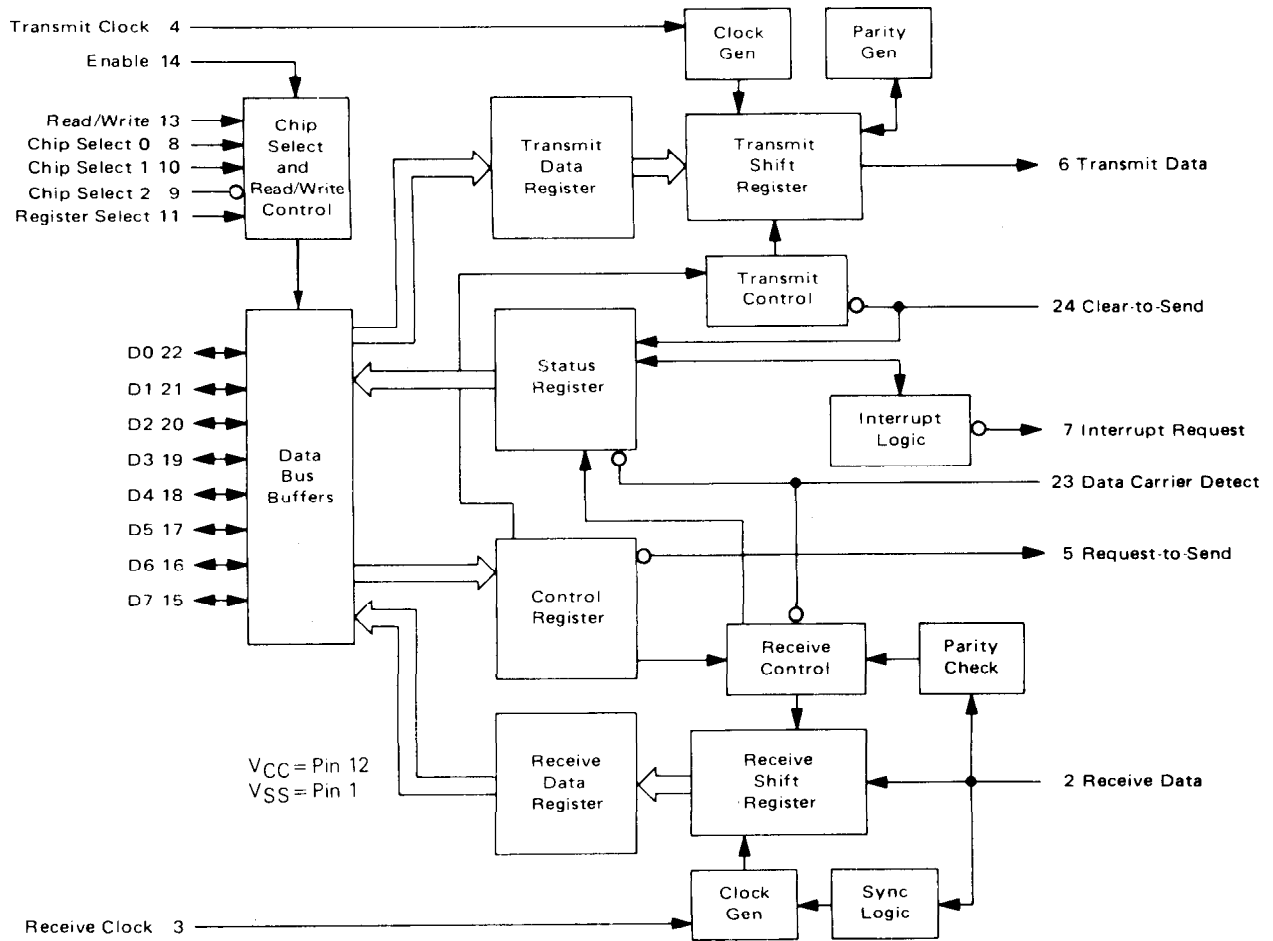 Transmit Clock 4
Enable 14
Read/Write 13
Chip Select 0 8
Chip Select 1 10
Chip Select 2 9
Register Select 11
Chip
Select
and
Read/Write
Control
Clock
Gen
Parity
Gen
Transmit
Data
Register
Transmit
Shift
Register
6 Transmit Data
Transmit
Control
24 Clear-to-Send
D0 22
D1 21
D2 20
D3 19
D4 18
D5 17
D6 16
D7 15
Data
Bus
Buffers
Status
Register
Interrupt
Logic
7 Interrupt Request
23 Data Carrier Detect
5 Request-to-Send
Control
Register
Receive
Control
Parity
Check
VCC = Pin 12
VSS = Pin 1
Receive
Data
Register
Receive
Shift
Register
2 Receive Data
Clock
Gen
Sync
Logic
Receive Clock 3